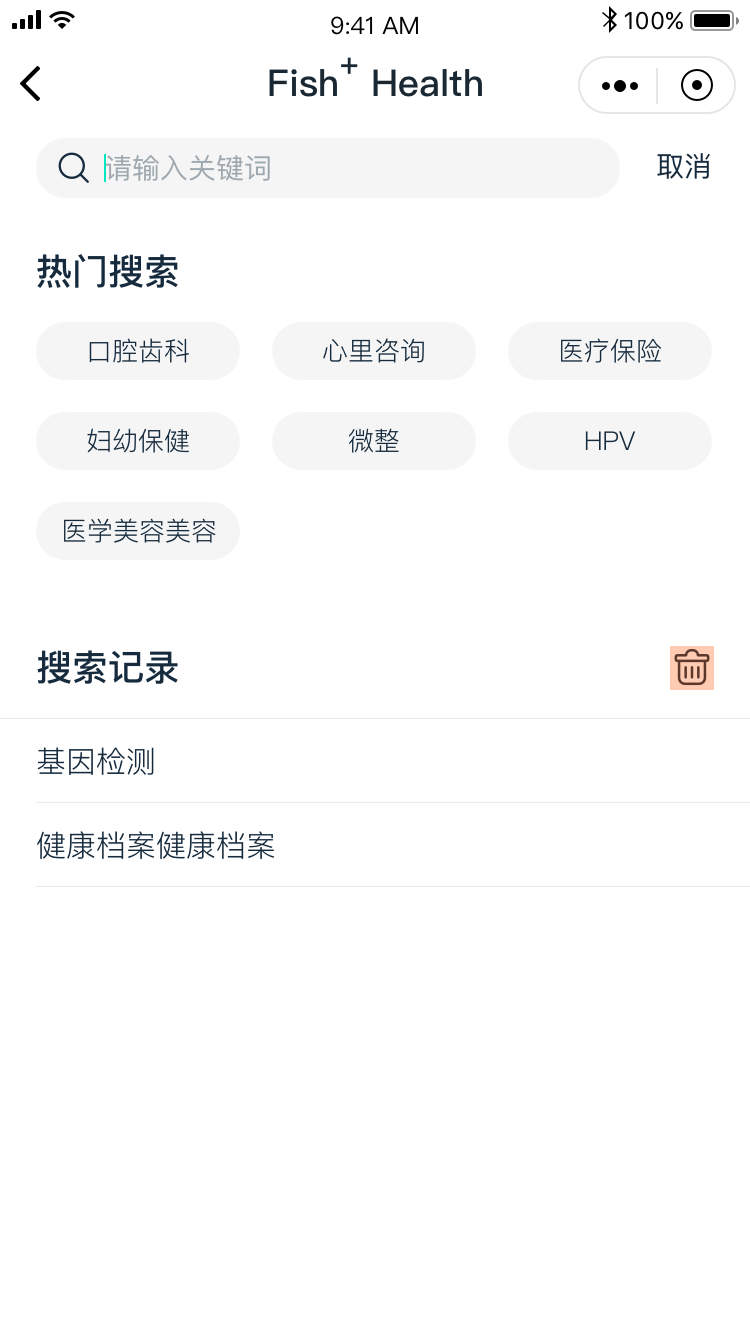 9:41 AM 100%
Fish+ Health
请输入关键词 取消
热门搜索
口腔齿科 心里咨询 医疗保险
妇幼保健 微整 HPV
医学美容美容
搜索记录
基因检测
健康档案健康档案